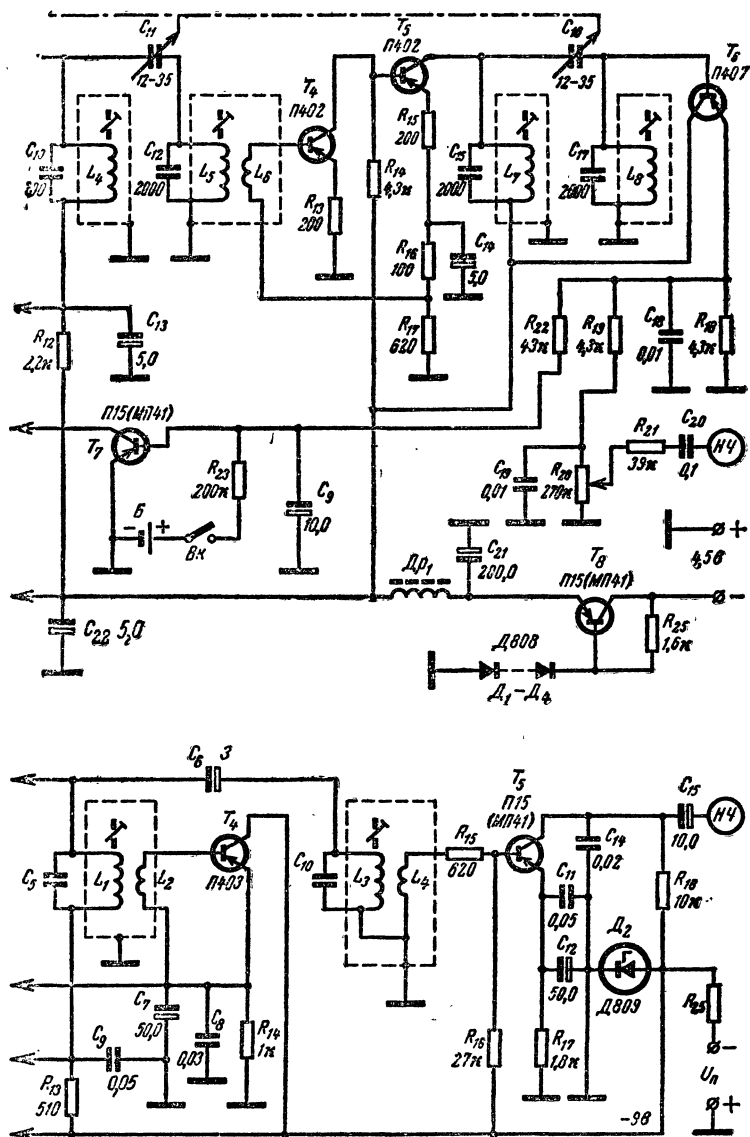 C₁₁
12-35
T₅
П402
C₁₆
12-35
T₆
П407
T₄
П402
R₁₅
200
C₁₀
L₄
C₁₂
2000
L₅
L₆
R₁₃
200
R₁₄
4,3к
C₁₅
2000
L₇
C₁₇
2000
L₈
R₁₆
100
C₁₄
5,0
R₁₂
2,2к
C₁₃
5,0
R₁₇
620
R₂₂
43к
R₁₉
4,3к
C₁₈
0,01
R₁₈
4,3к
П15(МП41)
T₇
R₂₃
200к
C₉
10,0
Б
- +
Вк
C₁₉
0,01
R₂₀
270к
R₂₁
39к
C₂₀
0,1
НЧ
+
4,5в
Др₁
C₂₁
200,0
T₈
П15(МП41)
-
C₂₂ 5,0
R₂₅
1,6к
Д808
Д₁-Д₄
C₆ 3
T₄
П403
T₅
П15
(МП41)
C₁₅
10,0
НЧ
C₅
L₁
L₂
C₁₀
L₃
L₄
R₁₅
620
C₁₄
0,02
C₁₁
0,05
R₁₈
10к
C₁₂
50,0
Д₂
Д809
R₂₅
C₇
50,0
C₈
0,03
R₁₄
1к
C₉
0,05
R₁₃
510
R₁₆
27к
R₁₇
1,8к
-
Uп
+
-9В